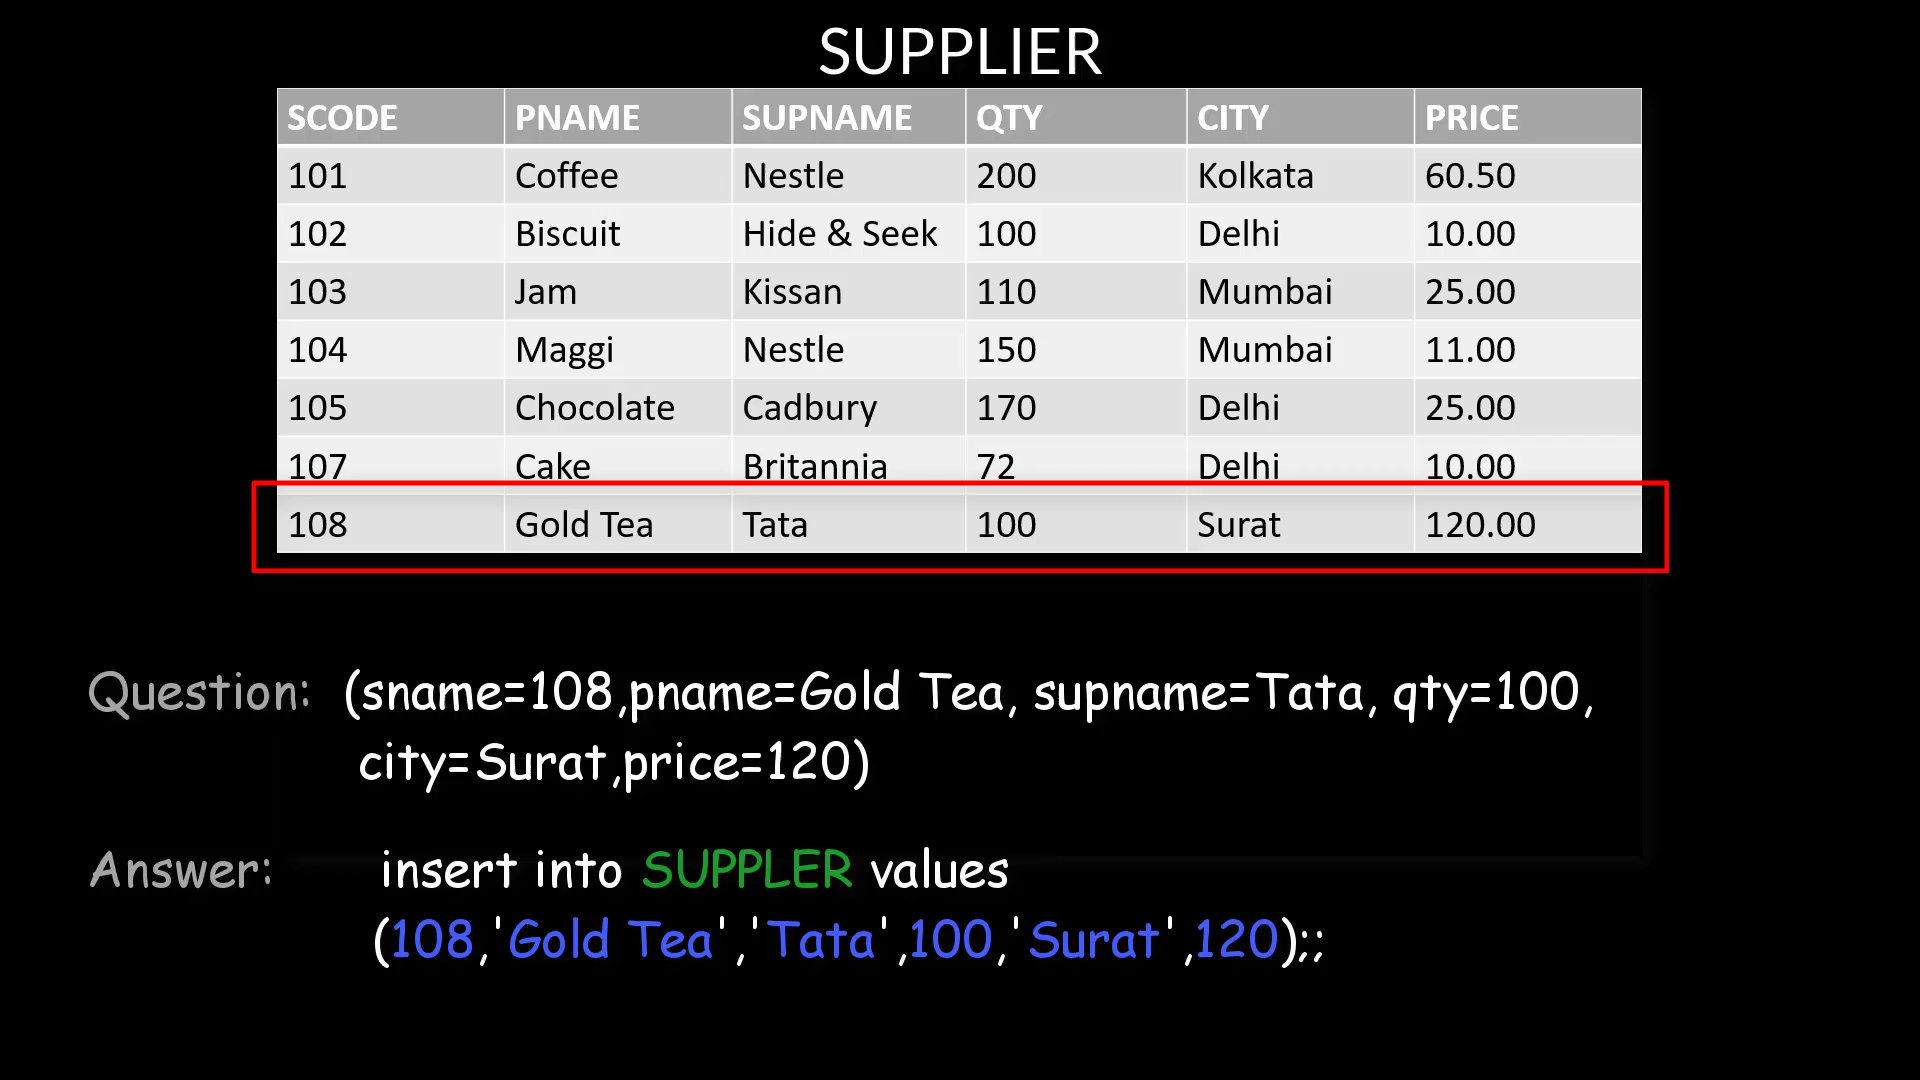 SUPPLIER
SCODE PNAME SUPNAME QTY CITY PRICE
101 Coffee Nestle 200 Kolkata 60.50
102 Biscuit Hide & Seek 100 Delhi 10.00
103 Jam Kissan 110 Mumbai 25.00
104 Maggi Nestle 150 Mumbai 11.00
105 Chocolate Cadbury 170 Delhi 25.00
107 Cake Britannia 72 Delhi 10.00
108 Gold Tea Tata 100 Surat 120.00
Question: (sname=108,pname=Gold Tea, supname=Tata, qty=100,
city=Surat,price=120)
Answer: insert into SUPPLER values
(108,'Gold Tea','Tata',100,'Surat',120);;